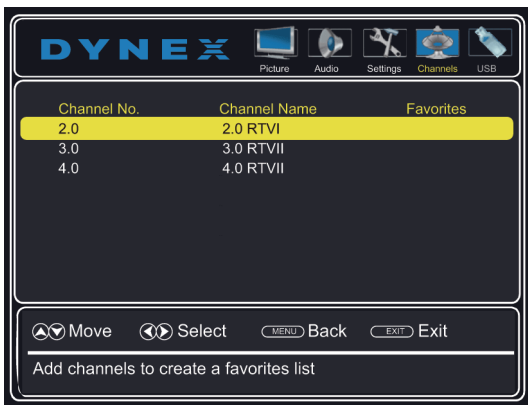 DYNEX
Picture Audio Settings Channels USB
Channel No. Channel Name Favorites
2.0 2.0 RTVI
3.0 3.0 RTVII
4.0 4.0 RTVII
Move Select MENU Back EXIT Exit
Add channels to create a favorites list